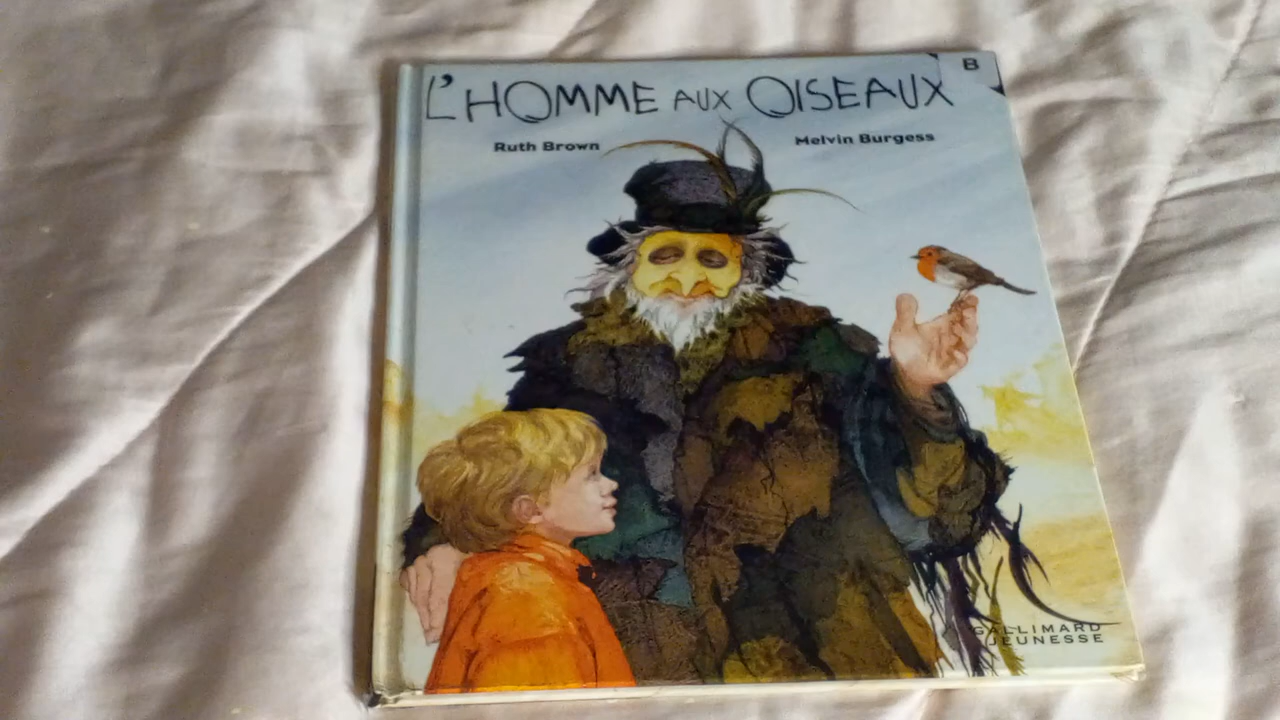 L'HOMME AUX OISEAUX
B
Ruth Brown
Melvin Burgess
GALLIMARD
JEUNESSE